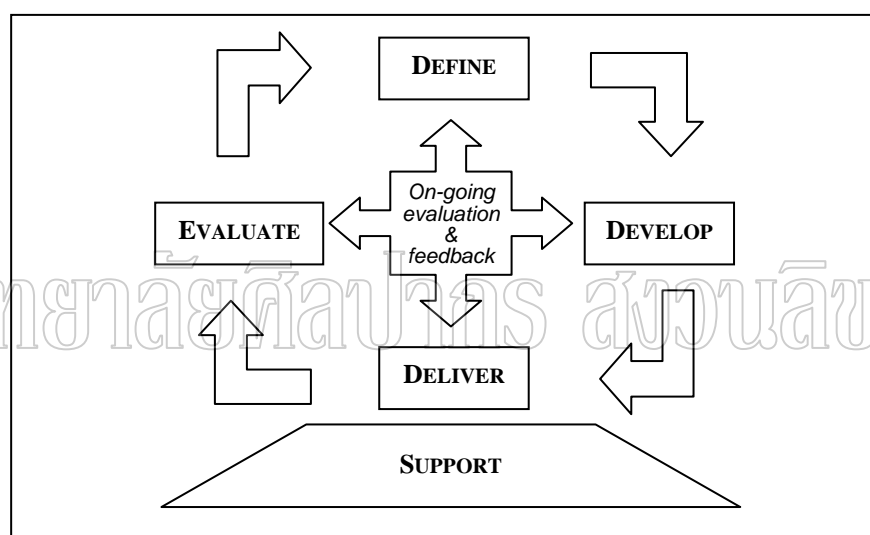 DEFINE
On-going
evaluation
&
feedback
EVALUATE
DEVELOP
DELIVER
SUPPORT